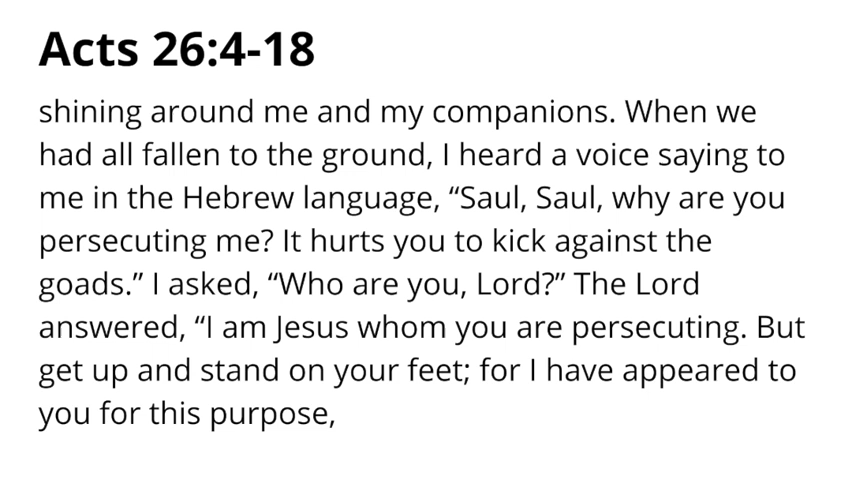 Acts 26:4-18
shining around me and my companions. When we
had all fallen to the ground, I heard a voice saying to
me in the Hebrew language, “Saul, Saul, why are you
persecuting me? It hurts you to kick against the
goads.” I asked, “Who are you, Lord?” The Lord
answered, “I am Jesus whom you are persecuting. But
get up and stand on your feet; for I have appeared to
you for this purpose,